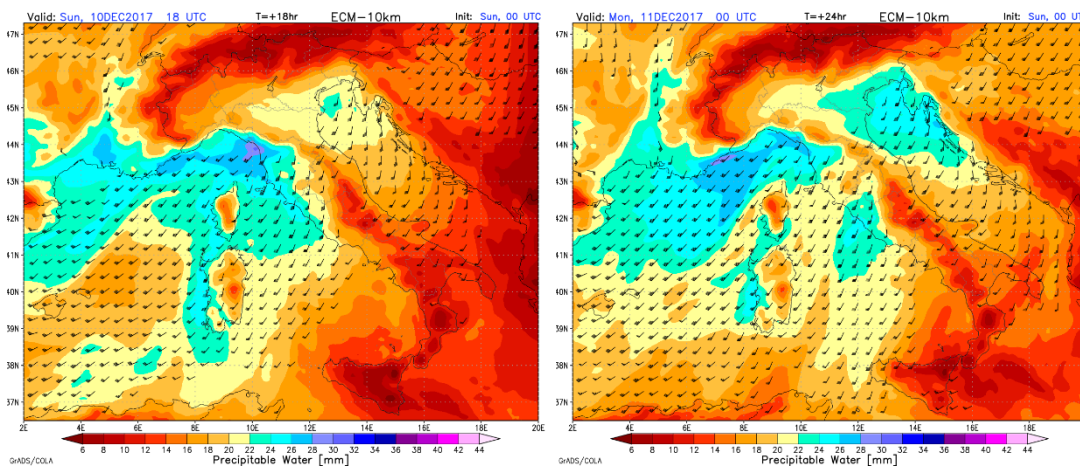 Valid: Sun, 10DEC2017 18 UTC T=+18hr ECM-10km Init: Sun, 00 UTC
47N
46N
45N
44N
43N
42N
41N
40N
39N
38N
37N
2E 4E 6E 8E 10E 12E 14E 16E 18E 20E
6 8 10 12 14 16 18 20 22 24 26 28 30 32 34 36 38 40 42 44
GrADS/COLA Precipitable Water [mm]
Valid: Mon, 11DEC2017 00 UTC T=+24hr ECM-10km Init: Sun, 00 UTC
47N
46N
45N
44N
43N
42N
41N
40N
39N
38N
37N
2E 4E 6E 8E 10E 12E 14E 16E 18E
6 8 10 12 14 16 18 20 22 24 26 28 30 32 34 36 38 40 42 44
GrADS/COLA Precipitable Water [mm]